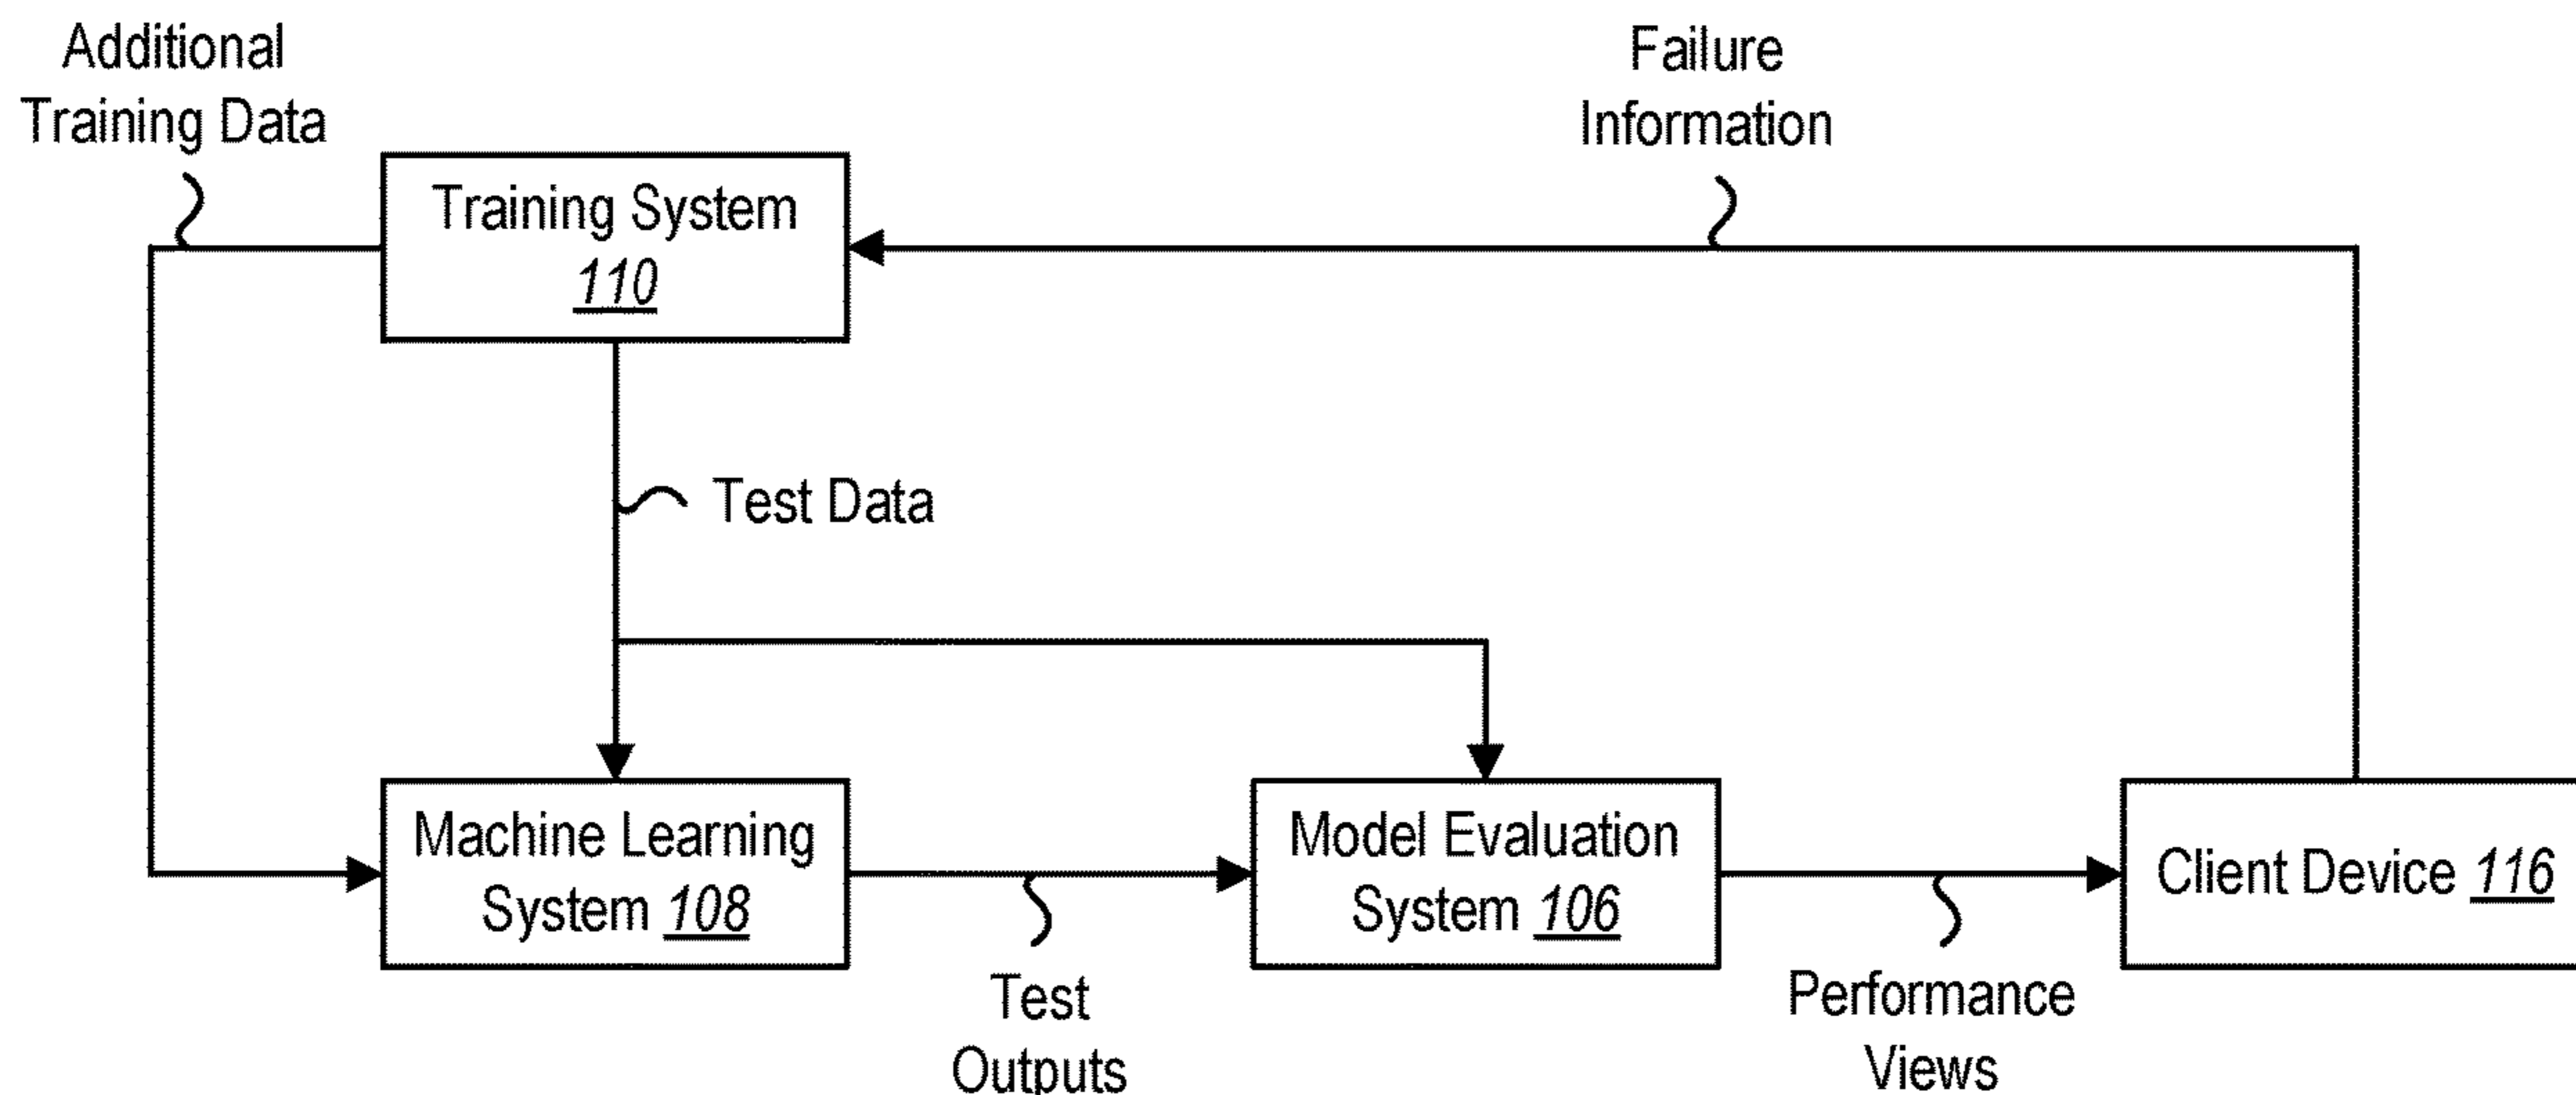 Additional
Training Data
Failure
Information
Training System
110
Test Data
Machine Learning
System 108
Model Evaluation
System 106
Client Device 116
Test
Outputs
Performance
Views